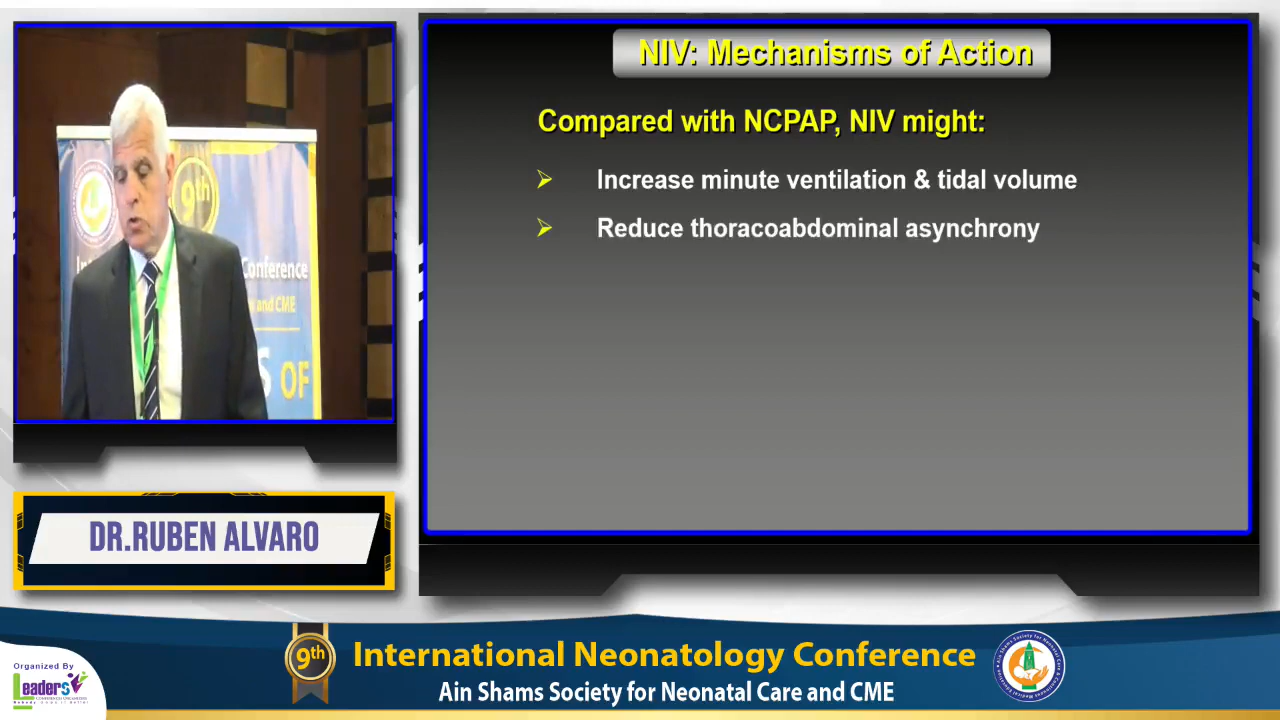 NIV: Mechanisms of Action
Compared with NCPAP, NIV might:
Increase minute ventilation & tidal volume
Reduce thoracoabdominal asynchrony
9th
Conference
and CME
OF
DR.RUBEN ALVARO
9th
International Neonatology Conference
Ain Shams Society for Neonatal Care and CME
Organized By
Leaders